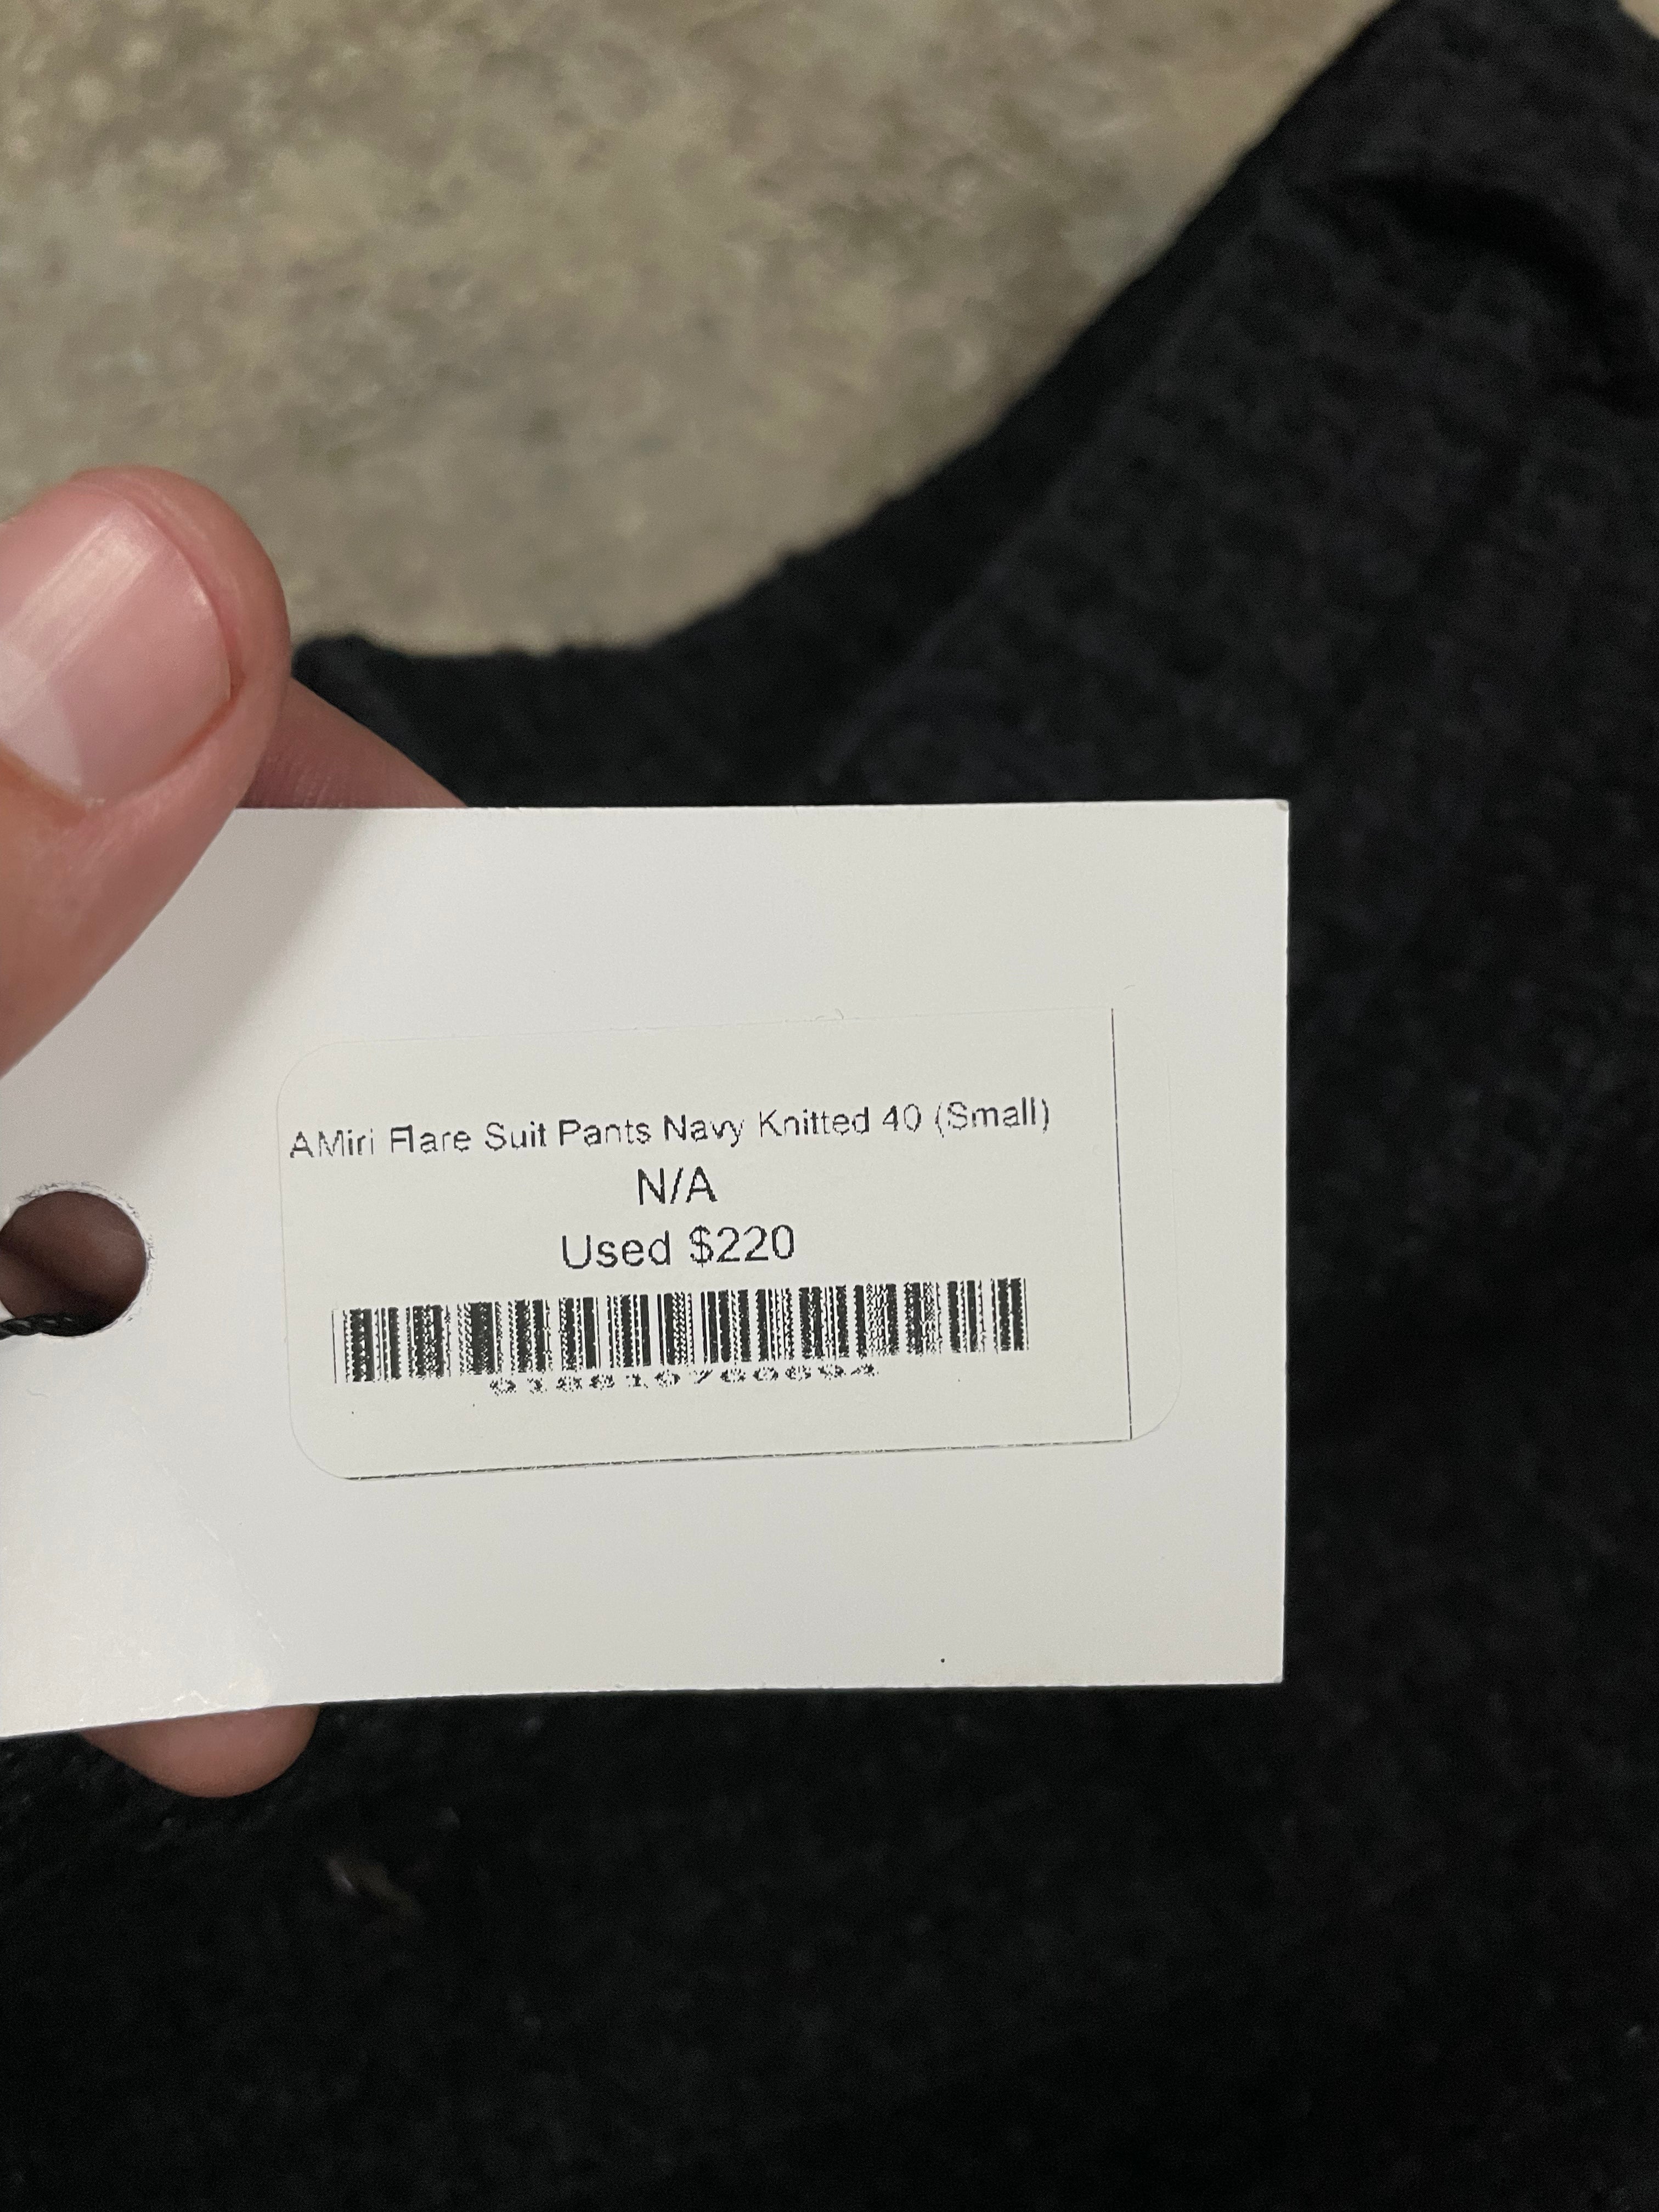 AMiri Flare Suit Pants Navy Knitted 40 (Small)
N/A
Used $220